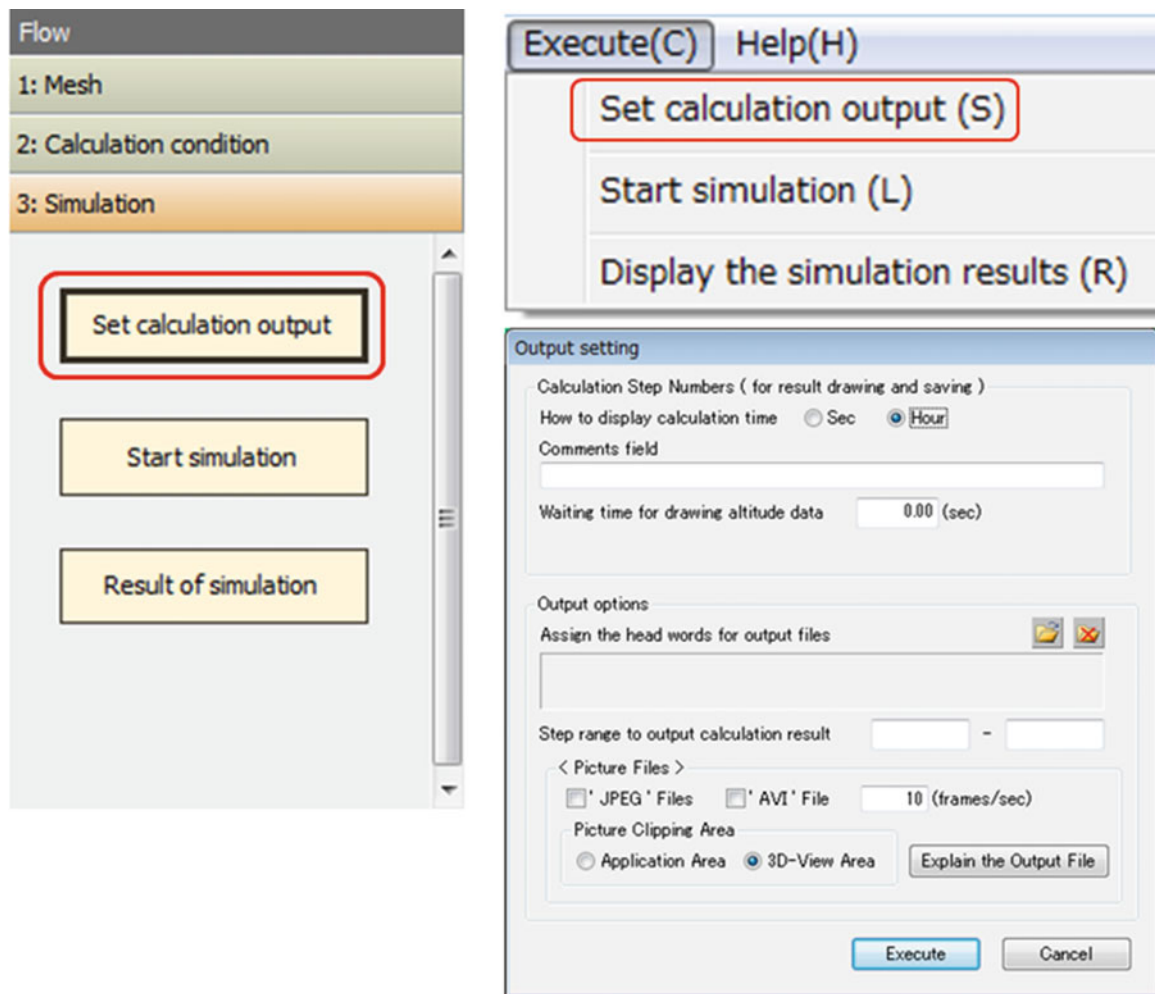 Flow
1: Mesh
2: Calculation condition
3: Simulation
Set calculation output
Start simulation
Result of simulation
Execute(C) Help(H)
Set calculation output (S)
Start simulation (L)
Display the simulation results (R)
Output setting
Calculation Step Numbers ( for result drawing and saving )
How to display calculation time Sec Hour
Comments field
Waiting time for drawing altitude data 0.00 (sec)
Output options
Assign the head words for output files
Step range to output calculation result -
< Picture Files >
' JPEG ' Files ' AVI ' File 10 (frames/sec)
Picture Clipping Area
Application Area 3D-View Area Explain the Output File
Execute Cancel